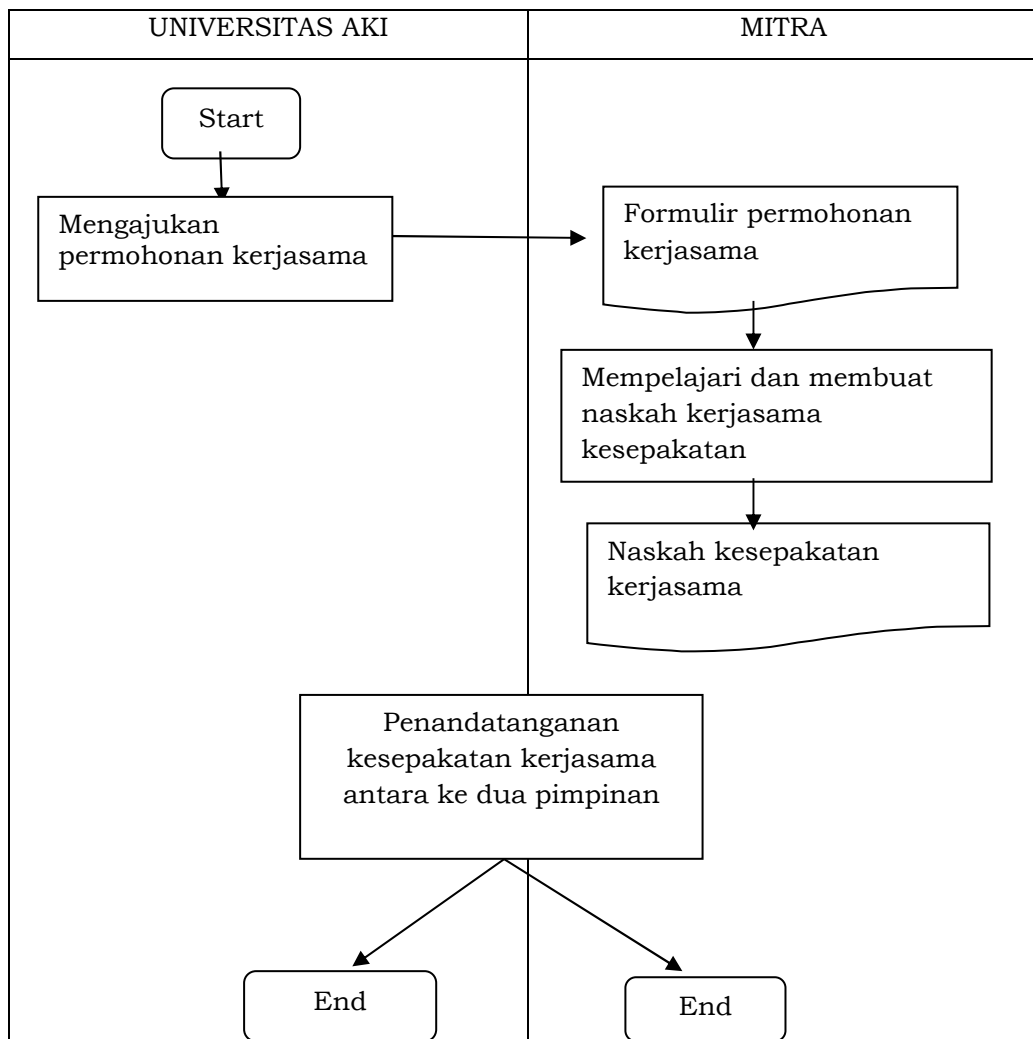 UNIVERSITAS AKI
MITRA
Start
Mengajukan
permohonan kerjasama
Formulir permohonan
kerjasama
Mempelajari dan membuat
naskah kerjasama
kesepakatan
Naskah kesepakatan
kerjasama
Penandatanganan
kesepakatan kerjasama
antara ke dua pimpinan
End
End